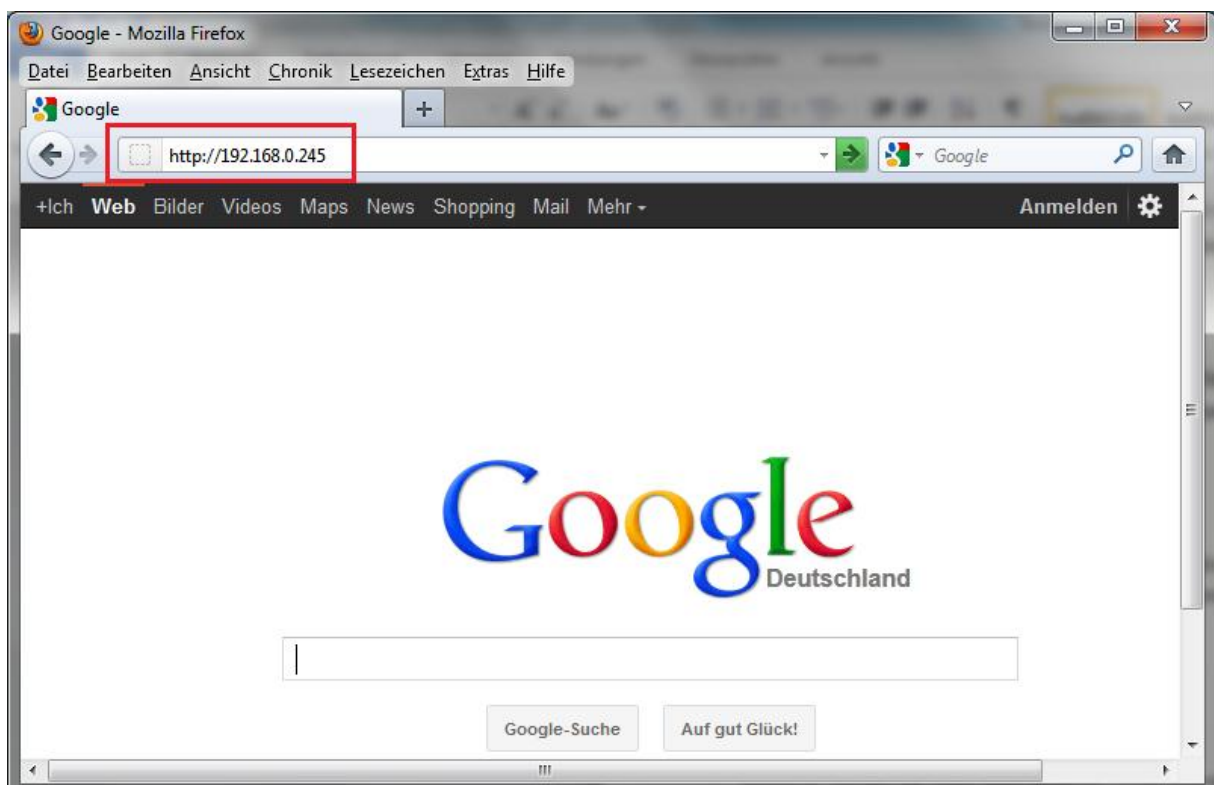 Google - Mozilla Firefox
Datei Bearbeiten Ansicht Chronik Lesezeichen Extras Hilfe
Google
http://192.168.0.245 Google
+Ich Web Bilder Videos Maps News Shopping Mail Mehr Anmelden
Google
Deutschland
Google-Suche Auf gut Glück!